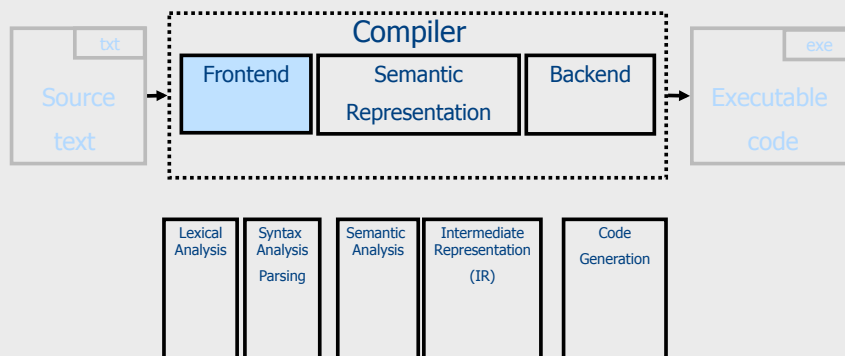 Compiler
txt
exe
Frontend
Semantic
Representation
Backend
Source
text
Executable
code
Lexical
Analysis
Syntax
Analysis
Parsing
Semantic
Analysis
Intermediate
Representation
(IR)
Code
Generation